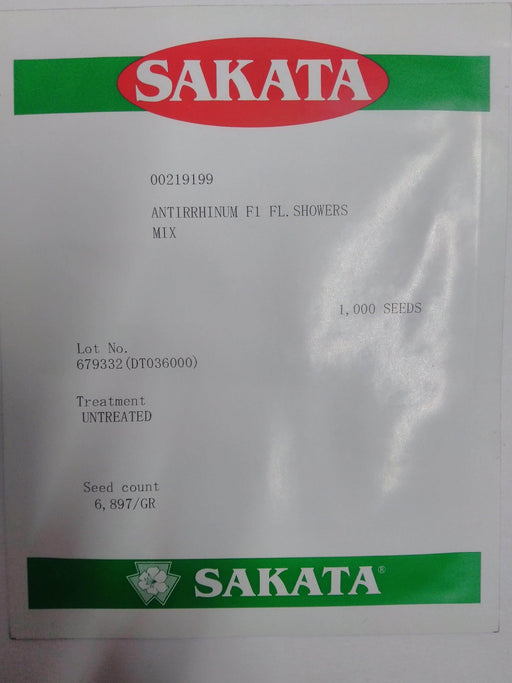 SAKATA
00219199
ANTIRRHINUM F1 FL.SHOWERS
MIX
1,000 SEEDS
Lot No.
679332(DT036000)
Treatment
UNTREATED
Seed count
6,897/GR
SAKATA®